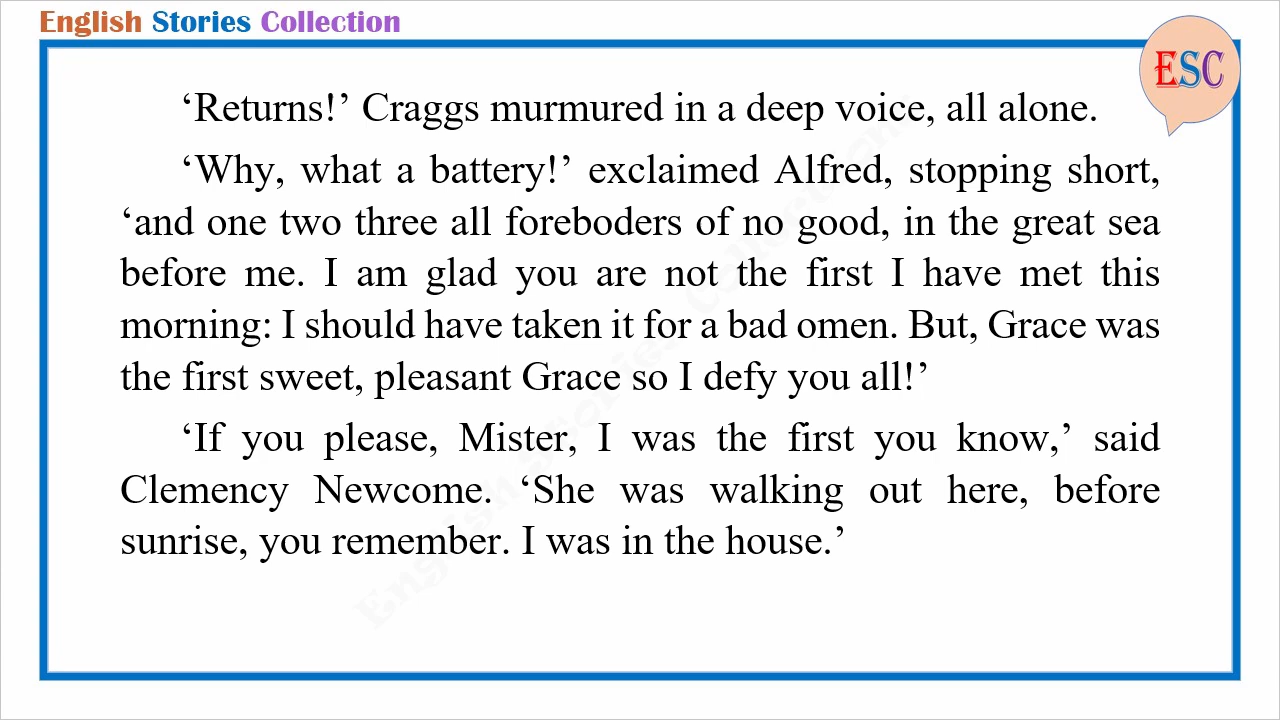 English Stories Collection
ESC
‘Returns!’ Craggs murmured in a deep voice, all alone.
‘Why, what a battery!’ exclaimed Alfred, stopping short,
‘and one two three all foreboders of no good, in the great sea
before me. I am glad you are not the first I have met this
morning: I should have taken it for a bad omen. But, Grace was
the first sweet, pleasant Grace so I defy you all!’
‘If you please, Mister, I was the first you know,’ said
Clemency Newcome. ‘She was walking out here, before
sunrise, you remember. I was in the house.’
English Stories Collection